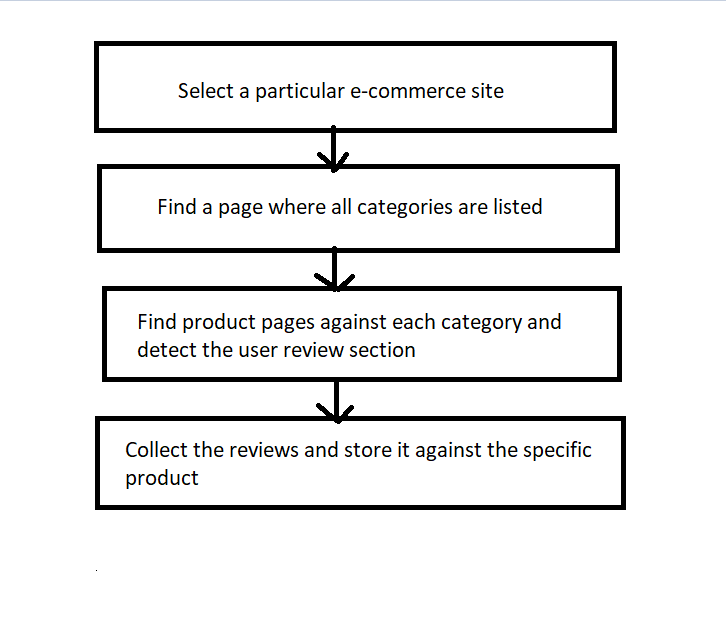 Select a particular e-commerce site
Find a page where all categories are listed
Find product pages against each category and
detect the user review section
Collect the reviews and store it against the specific
product